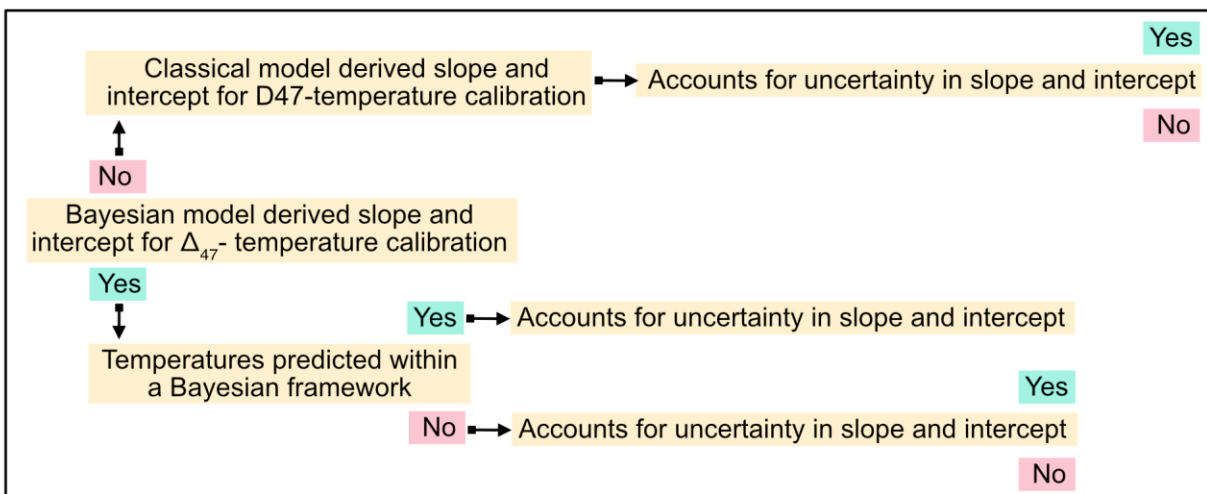 Yes
Classical model derived slope and
intercept for D47-temperature calibration
Accounts for uncertainty in slope and intercept
No
No
Bayesian model derived slope and
intercept for Δ₄₇- temperature calibration
Yes
Yes
Accounts for uncertainty in slope and intercept
Temperatures predicted within
a Bayesian framework
Yes
No
Accounts for uncertainty in slope and intercept
No